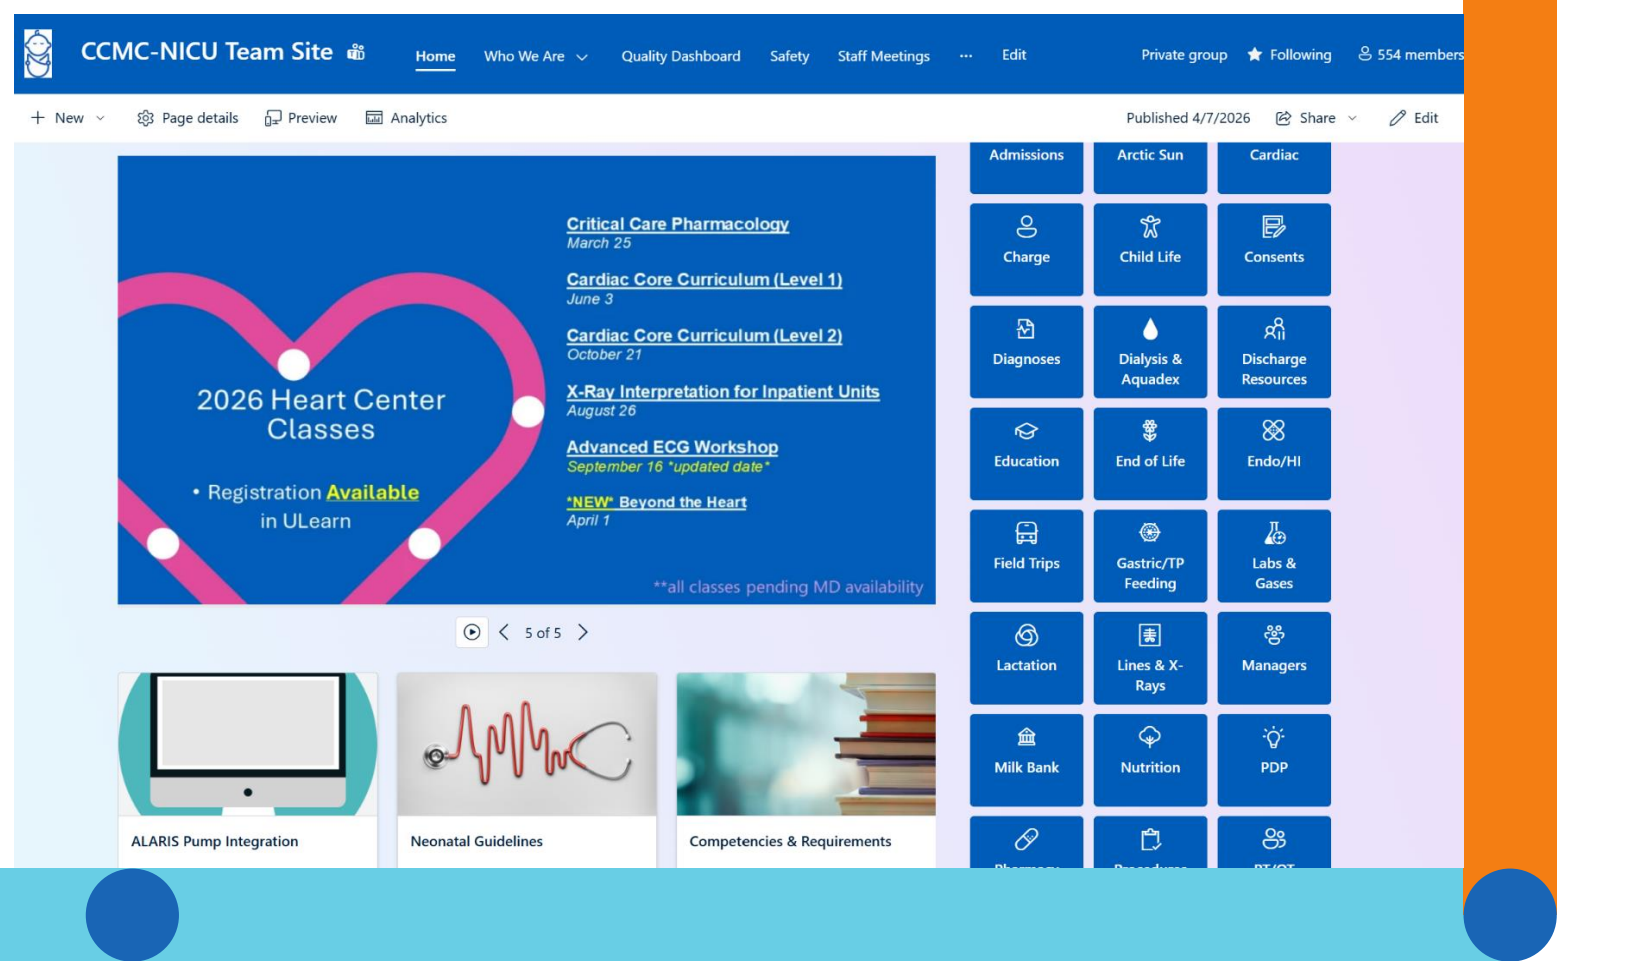 CCMC-NICU Team Site
Home
Who We Are
Quality Dashboard
Safety
Staff Meetings
···
Edit
Private group
Following
554 members
New
Page details
Preview
Analytics
Published 4/7/2026
Share
Edit
2026 Heart Center
Classes
• Registration Available
in ULearn
Critical Care Pharmacology
March 25
Cardiac Core Curriculum (Level 1)
June 3
Cardiac Core Curriculum (Level 2)
October 21
X-Ray Interpretation for Inpatient Units
August 26
Advanced ECG Workshop
September 16 *updated date*
*NEW* Beyond the Heart
April 1
**all classes pending MD availability
5 of 5
ALARIS Pump Integration
Neonatal Guidelines
Competencies & Requirements
Admissions
Arctic Sun
Cardiac
Charge
Child Life
Consents
Diagnoses
Dialysis &
Aquadex
Discharge
Resources
Education
End of Life
Endo/HI
Field Trips
Gastric/TP
Feeding
Labs &
Gases
Lactation
Lines & X-
Rays
Managers
Milk Bank
Nutrition
PDP
Pharmacy
Procedures
PT/OT